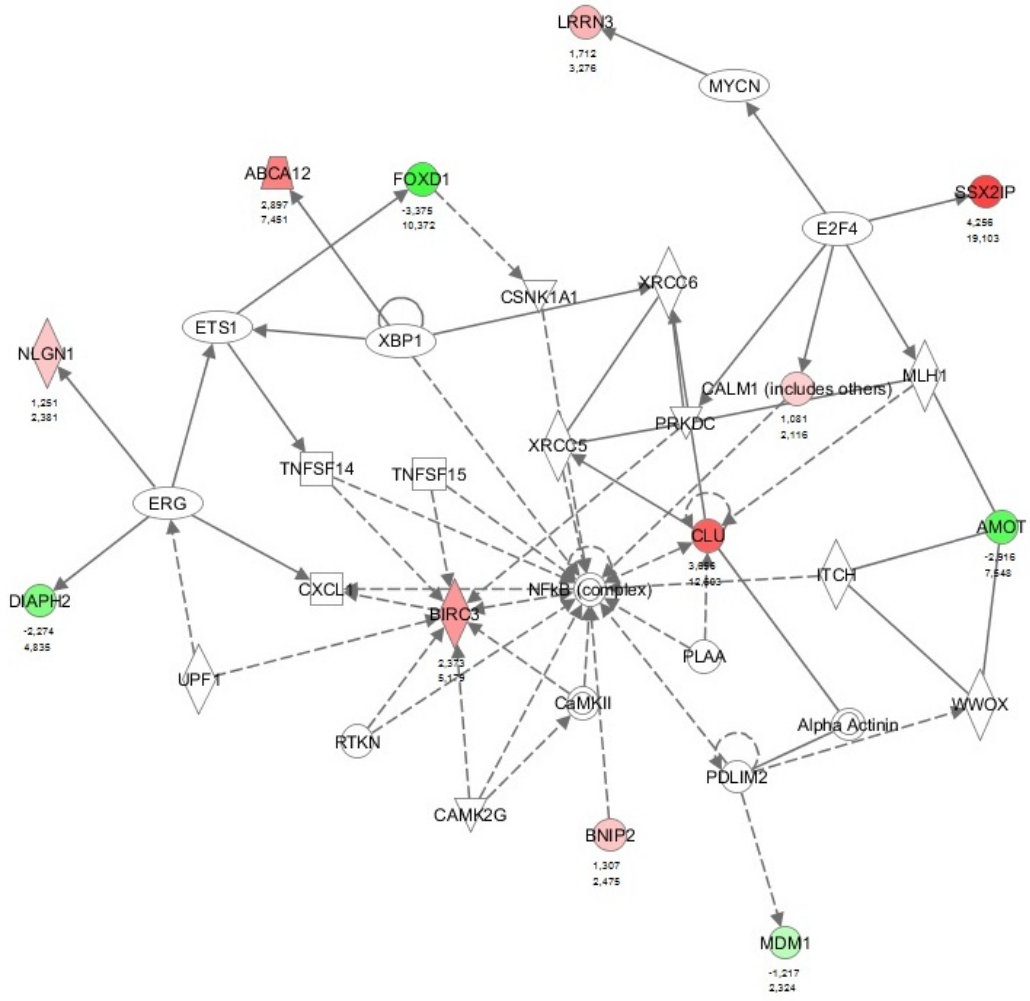 LRRN3
1,712
3,276
MYCN
ABCA12
2,897
7,451
FOXD1
-3,375
10,372
SSX2IP
4,256
19,103
E2F4
XRCC6
CSNK1A1
ETS1
XBP1
NLGN1
1,251
2,381
CALM1 (includes others)
1,081
2,116
MLH1
PRKDC
XRCC5
TNFSF14
TNFSF15
ERG
CLU
AMOT
-2,916
7,548
ITCH
DIAPH2
-2,274
4,835
CXCL1
NFkB (complex)
BIRC3
2,373
5,179
PLAA
UPF1
CaMKII
WWOX
Alpha Actinin
RTKN
PDLIM2
CAMK2G
BNIP2
1,307
2,475
MDM1
-1,217
2,324